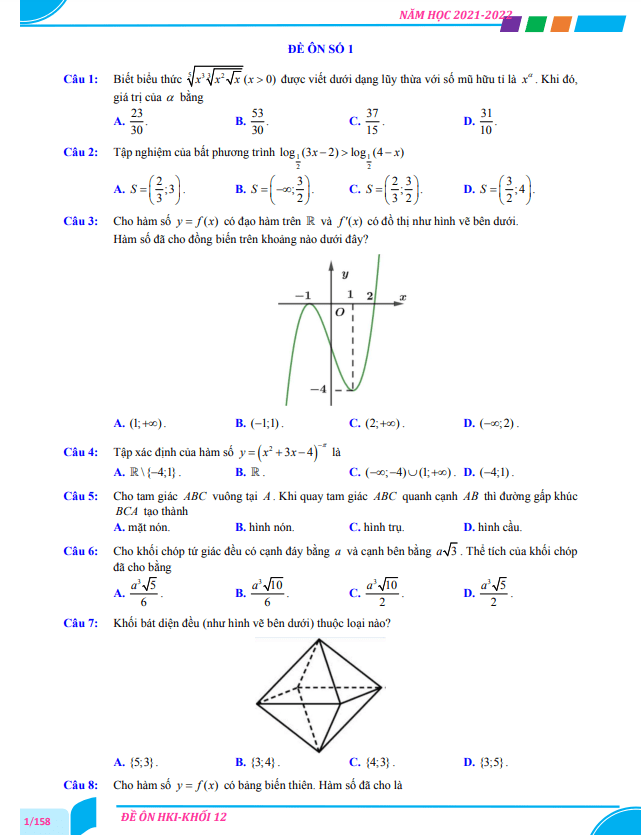 NĂM HỌC 2021-2022
ĐỀ ÔN SỐ 1
Câu 1: Biết biểu thức $\sqrt[5]{x^3\sqrt[3]{x^2\sqrt{x}}}$ (x > 0) được viết dưới dạng lũy thừa với số mũ hữu tỉ là $x^{\alpha}$. Khi đó,
giá trị của α bằng
A. $\frac{23}{30}$. B. $\frac{53}{30}$. C. $\frac{37}{15}$. D. $\frac{31}{10}$.
Câu 2: Tập nghiệm của bất phương trình $\log_{\frac{1}{2}}(3x-2) > \log_{\frac{1}{2}}(4-x)$
A. $S=\left(\frac{2}{3};3\right)$. B. $S=\left(-\infty;\frac{3}{2}\right)$. C. $S=\left(\frac{2}{3};\frac{3}{2}\right)$. D. $S=\left(\frac{3}{2};4\right)$.
Câu 3: Cho hàm số y = f(x) có đạo hàm trên ℝ và f'(x) có đồ thị như hình vẽ bên dưới.
Hàm số đã cho đồng biến trên khoảng nào dưới đây?
y
−1 1 2 x
O
−4
A. (1;+∞). B. (−1;1). C. (2;+∞). D. (−∞;2).
Câu 4: Tập xác định của hàm số $y=\left(x^2+3x-4\right)^{-\pi}$ là
A. ℝ\{−4;1}. B. ℝ. C. (−∞;−4)∪(1;+∞). D. (−4;1).
Câu 5: Cho tam giác ABC vuông tại A. Khi quay tam giác ABC quanh cạnh AB thì đường gấp khúc
BCA tạo thành
A. mặt nón. B. hình nón. C. hình trụ. D. hình cầu.
Câu 6: Cho khối chóp tứ giác đều có cạnh đáy bằng a và cạnh bên bằng $a\sqrt{3}$. Thể tích của khối chóp
đã cho bằng
A. $\frac{a^3\sqrt{5}}{6}$. B. $\frac{a^3\sqrt{10}}{6}$. C. $\frac{a^3\sqrt{10}}{2}$. D. $\frac{a^3\sqrt{5}}{2}$.
Câu 7: Khối bát diện đều (như hình vẽ bên dưới) thuộc loại nào?
A. {5;3}. B. {3;4}. C. {4;3}. D. {3;5}.
Câu 8: Cho hàm số y = f(x) có bảng biến thiên. Hàm số đã cho là
1/158 ĐỀ ÔN HKI-KHỐI 12